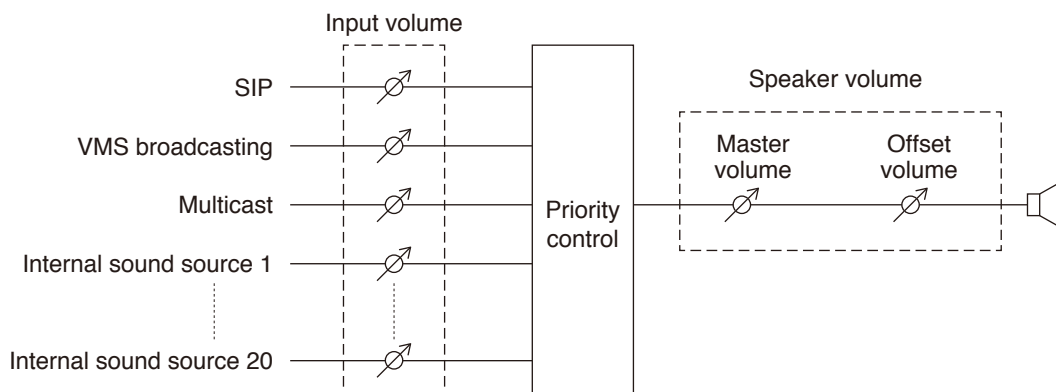 Input volume
SIP
VMS broadcasting
Multicast
Internal sound source 1
Internal sound source 20
Priority
control
Speaker volume
Master
volume
Offset
volume